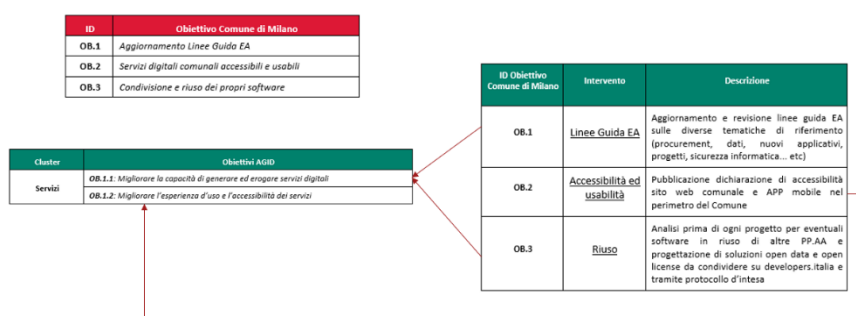 ID Obiettivo Comune di Milano
OB.1 Aggiornamento Linee Guida EA
OB.2 Servizi digitali comunali accessibili e usabili
OB.3 Condivisione e riuso dei propri software
Cluster Obiettivi AGID
Servizi
OB.1.1: Migliorare la capacità di generare ed erogare servizi digitali
OB.1.2: Migliorare l'esperienza d'uso e l'accessibilità dei servizi
ID Obiettivo
Comune di Milano
Intervento
Descrizione
OB.1
Linee Guida EA
Aggiornamento e revisione linee guida EA
sulle diverse tematiche di riferimento
(procurement, dati, nuovi applicativi,
progetti, sicurezza informatica... etc)
OB.2
Accessibilità ed
usabilità
Pubblicazione dichiarazione di accessibilità
sito web comunale e APP mobile nel
perimetro del Comune
OB.3
Riuso
Analisi prima di ogni progetto per eventuali
software in riuso di altre PP.AA e
progettazione di soluzioni open data e open
license da condividere su developers.italia e
tramite protocollo d'intesa